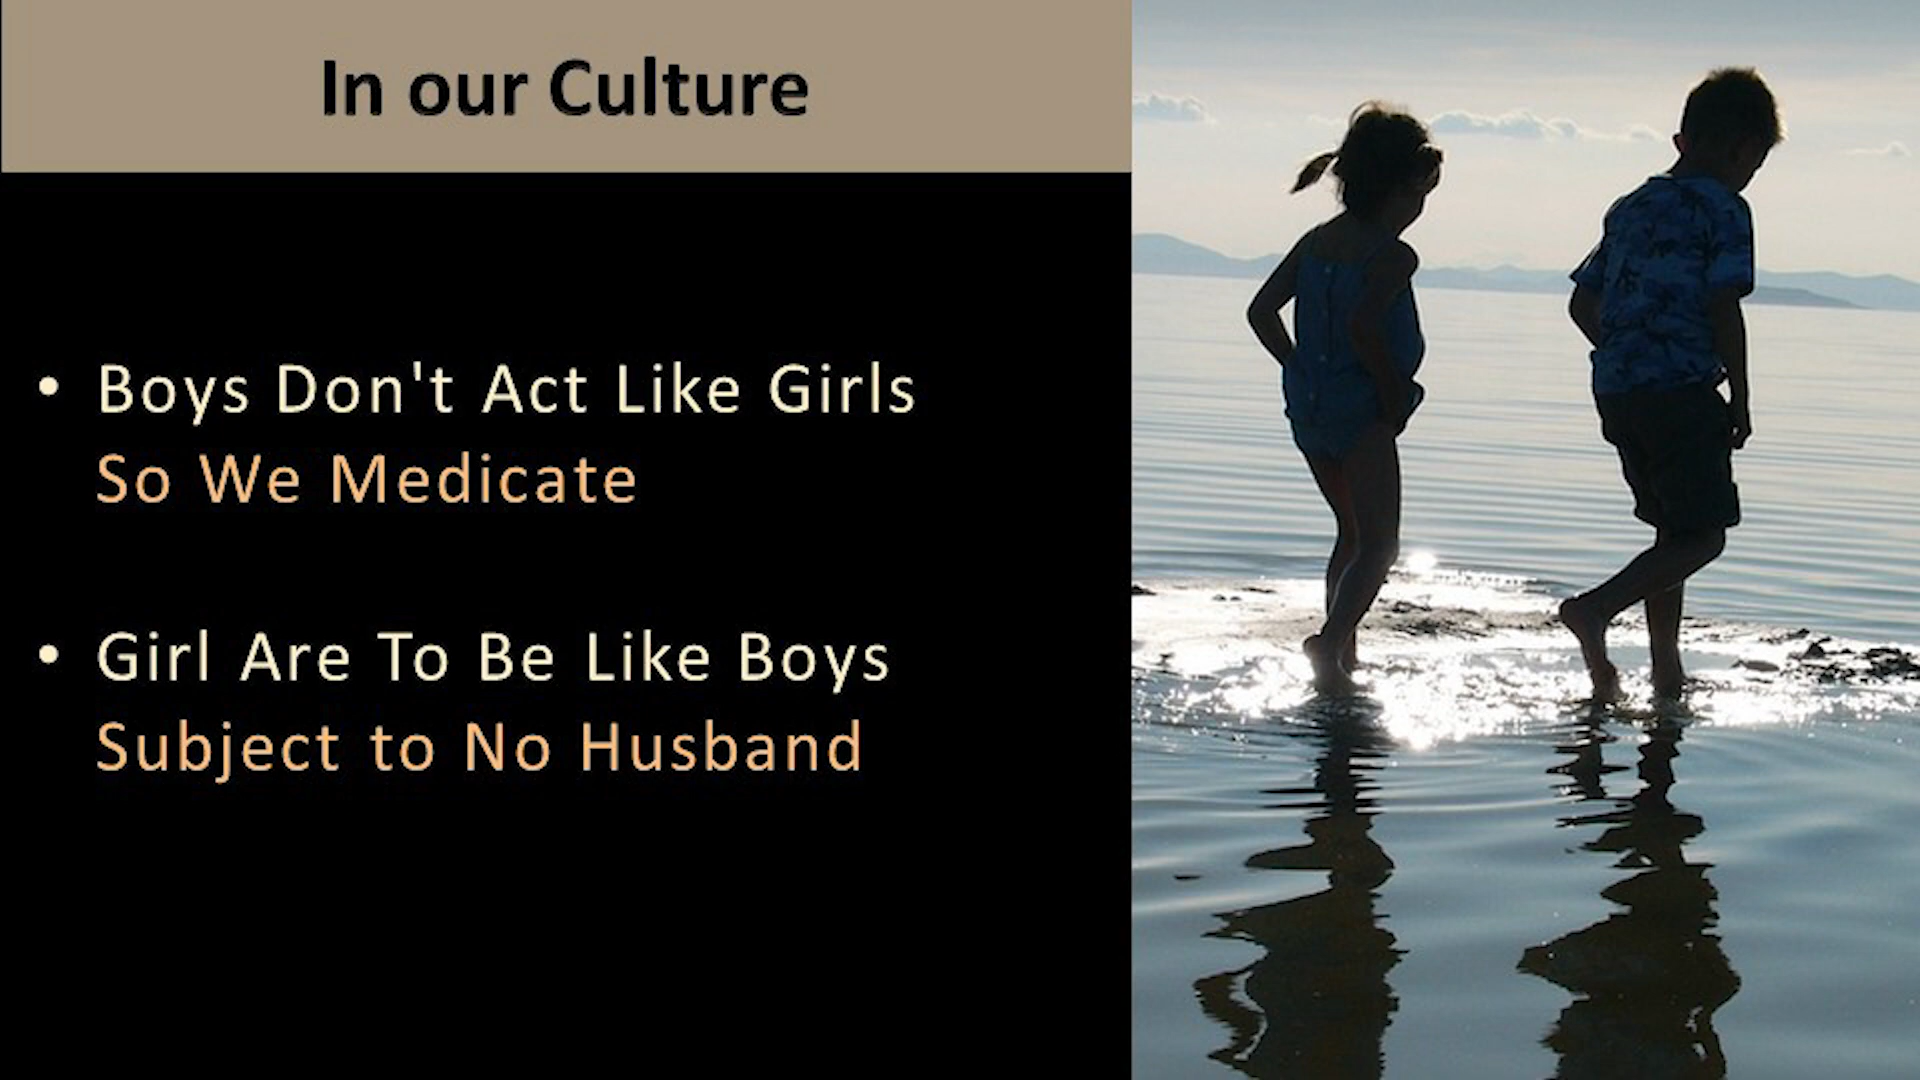 In our Culture
• Boys Don't Act Like Girls
So We Medicate
• Girl Are To Be Like Boys
Subject to No Husband